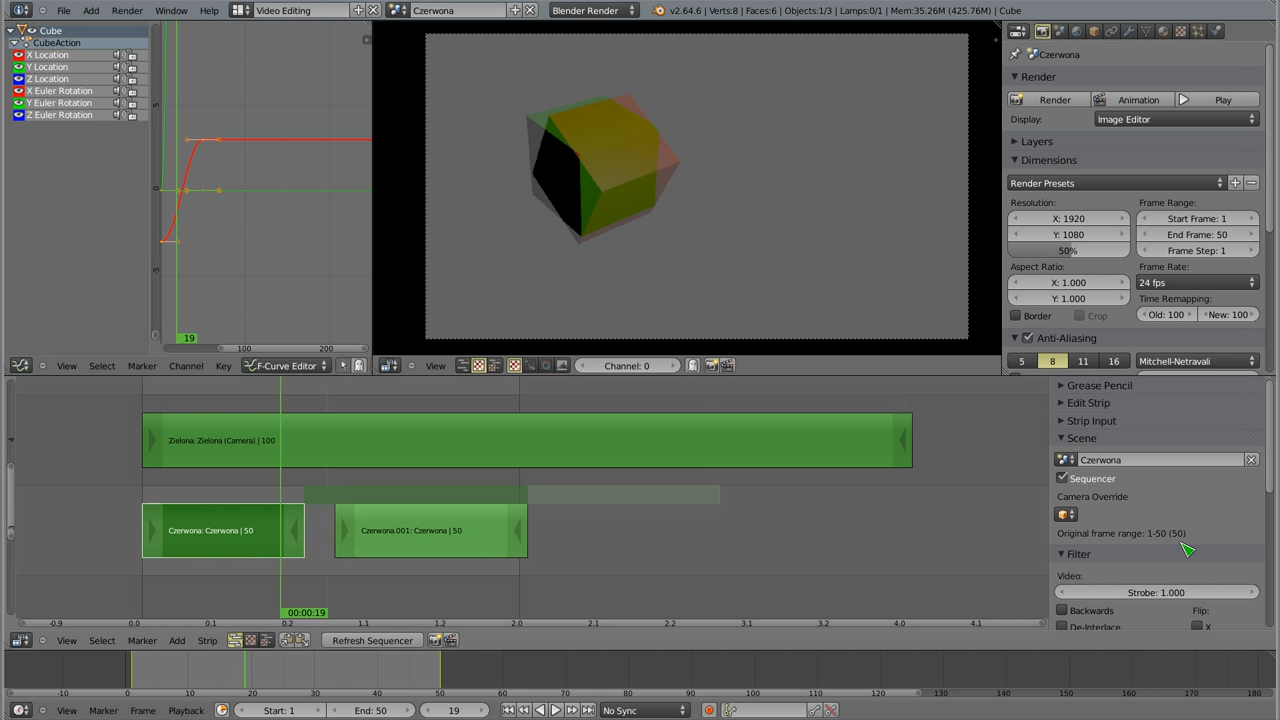 File Add Render Window Help Video Editing Czerwona Blender Render v2.64.6 | Verts:8 | Faces:6 | Objects:1/3 | Lamps:0/1 | Mem:35.26M (425.76M) | Cube
Cube
CubeAction
X Location
Y Location
Z Location
X Euler Rotation
Y Euler Rotation
Z Euler Rotation
5
0
-5
19
100 200
View Select Marker Channel Key F-Curve Editor
View Channel: 0
Czerwona
Render
Render Animation Play
Display: Image Editor
Layers
Dimensions
Render Presets
Resolution: Frame Range:
X: 1920 Start Frame: 1
Y: 1080 End Frame: 50
50% Frame Step: 1
Aspect Ratio: Frame Rate:
X: 1.000 24 fps
Y: 1.000 Time Remapping:
Border Crop Old: 100 New: 100
Anti-Aliasing
5 8 11 16 Mitchell-Netravali
4
3
Zielona: Zielona (Camera) | 100
Czerwona: Czerwona | 50
Czerwona.001: Czerwona | 50
00:00:19
-0.9 0.0 0.1 0.2 1.1 1.2 2.0 2.1 2.2 3.1 3.2 4.0 4.1
View Select Marker Add Strip Refresh Sequencer
Grease Pencil
Edit Strip
Strip Input
Scene
Czerwona
Sequencer
Camera Override
Original frame range: 1-50 (50)
Filter
Video:
Strobe: 1.000
Backwards Flip:
De-Interlace X
-10 0 10 20 30 40 50 60 70 80 90 100 110 120 130 140 150 160 170 180
View Marker Frame Playback Start: 1 End: 50 19 No Sync